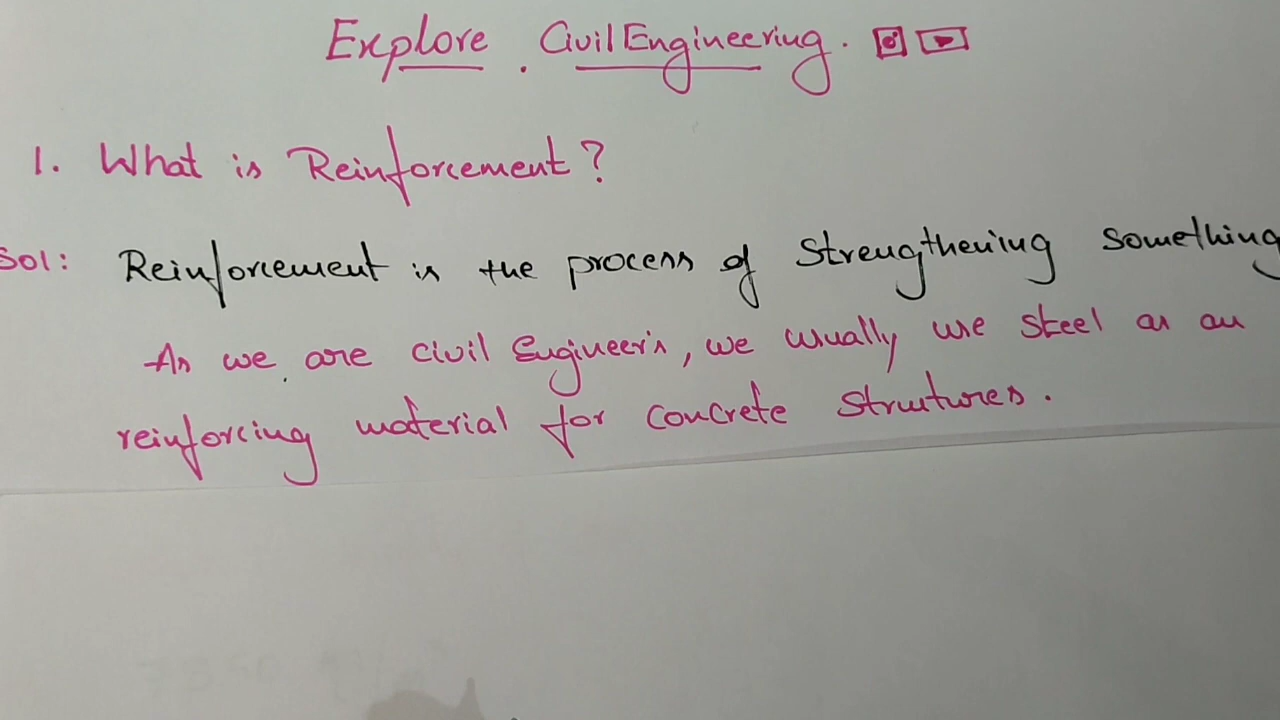 Explore Civil Engineering.
1. What is Reinforcement?
Sol: Reinforcement is the process of Strengthening something
As we are civil Engineer's, we usually use steel as an
reinforcing material for concrete structures.